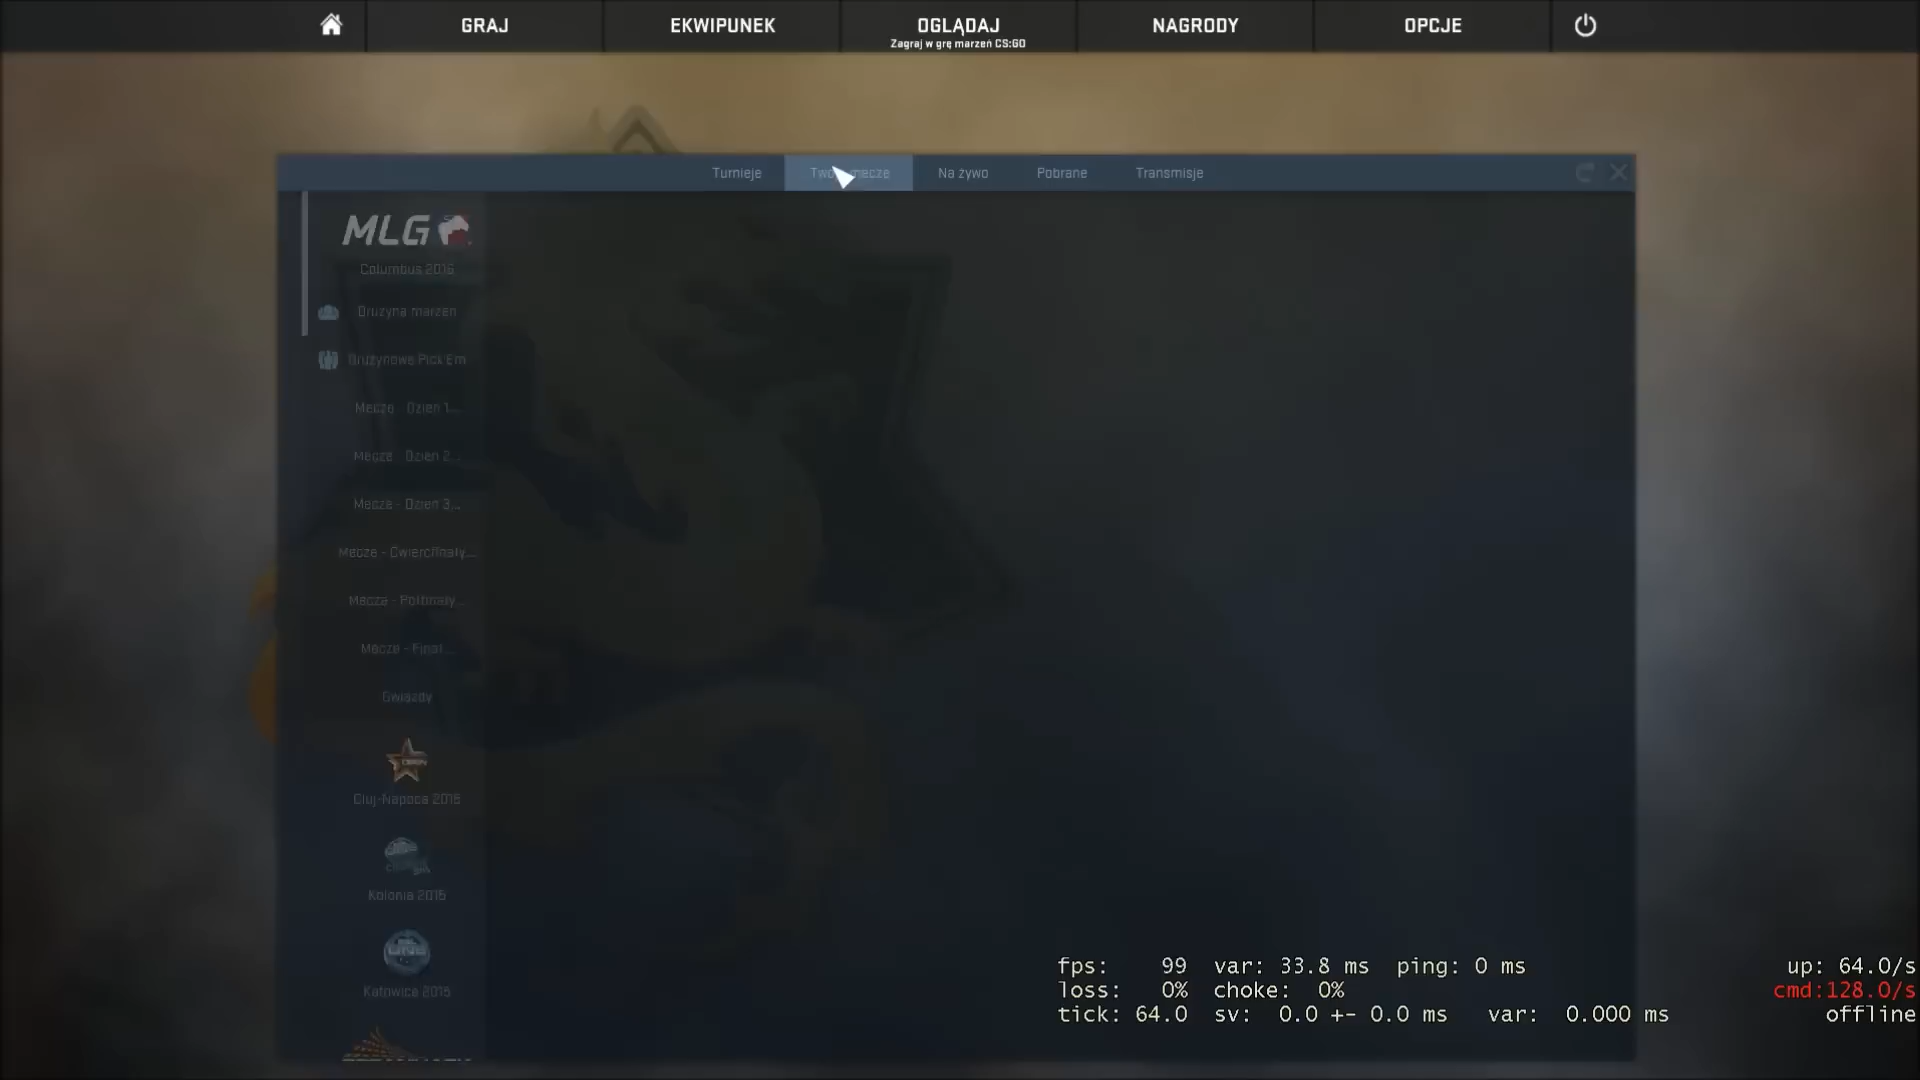 GRAJ
EKWIPUNEK
OGLĄDAJ
Zagraj w grę marzeń CS:GO
NAGRODY
OPCJE
Turnieje
Twoje mecze
Na żywo
Pobrane
Transmisje
MLG
Columbus 2016
Drużyna marzeń
Drużynowe Pick'Em
Mecze - Dzień 1...
Mecze - Dzień 2...
Mecze - Dzień 3...
Mecze - Ćwierćfinały...
Mecze - Półfinały...
Mecze - Finał...
Gwiazdy
Cluj-Napoca 2015
Kolonia 2015
Katowice 2015
fps: 99 var: 33.8 ms ping: 0 ms
loss: 0% choke: 0%
tick: 64.0 sv: 0.0 +- 0.0 ms var: 0.000 ms
up: 64.0/s
cmd:128.0/s
offline